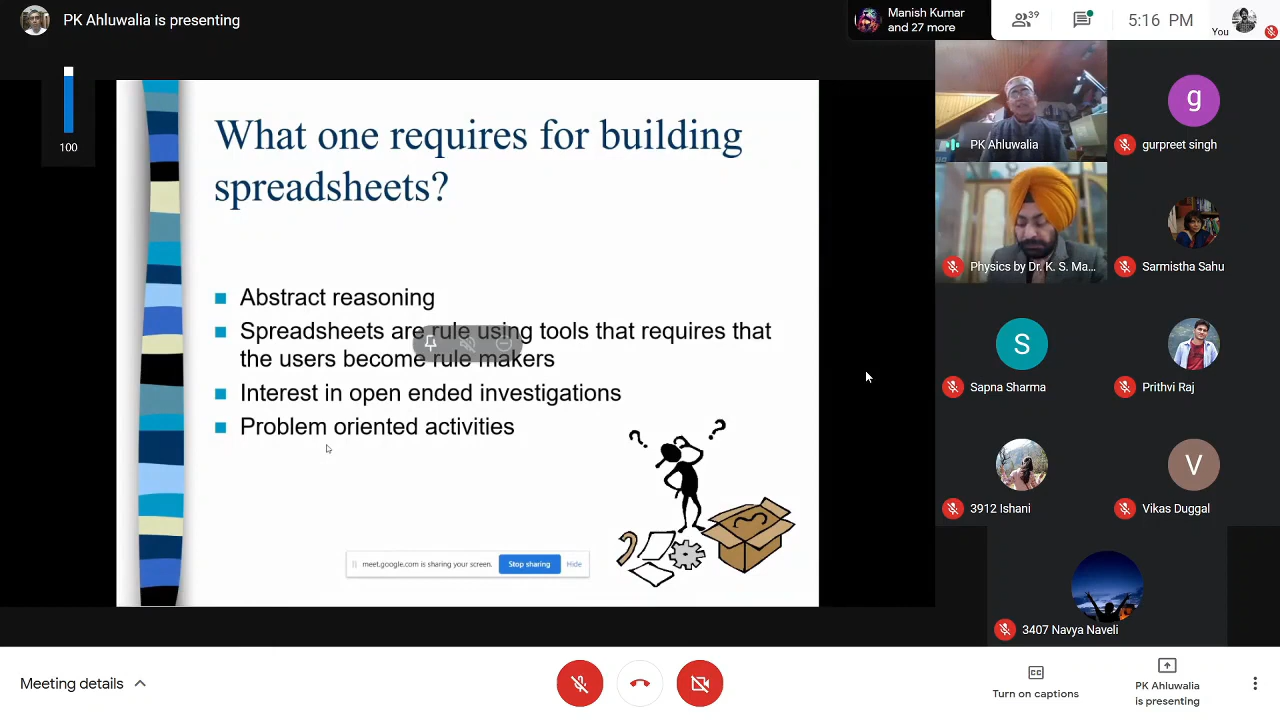 PK Ahluwalia is presenting
Manish Kumar
and 27 more
39
5:16 PM
You
100
What one requires for building
spreadsheets?
Abstract reasoning
Spreadsheets are rule using tools that requires that
the users become rule makers
Interest in open ended investigations
Problem oriented activities
? ?
meet.google.com is sharing your screen.
Stop sharing
Hide
PK Ahluwalia
g
gurpreet singh
Physics by Dr. K. S. Ma...
Sarmistha Sahu
S
Sapna Sharma
Prithvi Raj
3912 Ishani
V
Vikas Duggal
3407 Navya Naveli
Meeting details
CC
Turn on captions
PK Ahluwalia
is presenting